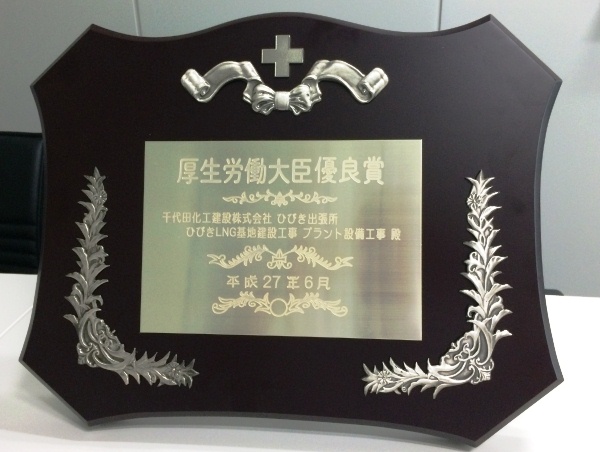 厚生労働大臣優良賞
千代田化工建設株式会社 ひびき出張所
ひびきLNG基地建設工事 プラント設備工事 殿
平成27年6月